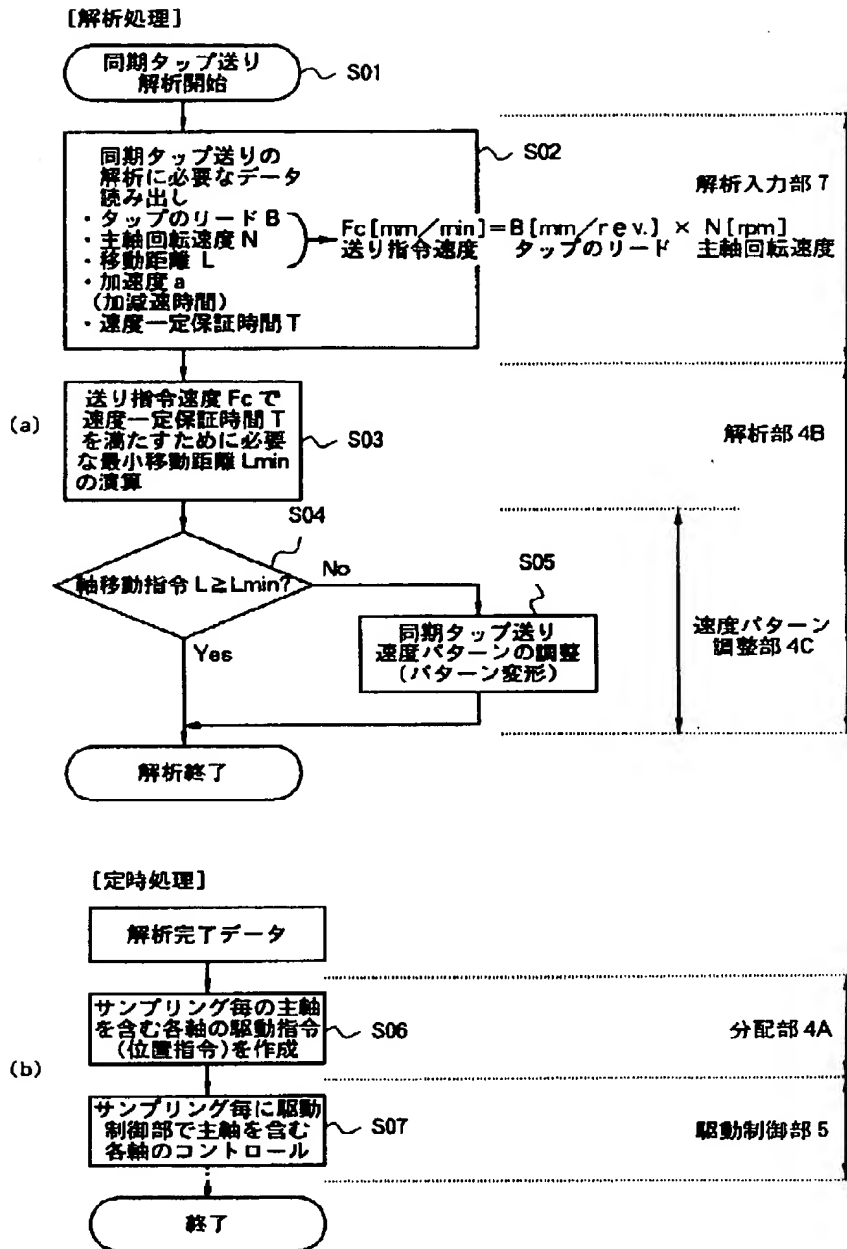 [解析処理]
同期タップ送り
解析開始
S01
S02
同期タップ送りの
解析に必要なデータ
読み出し
・タップのリード B
・主軸回転速度 N
・移動距離 L
・加速度 a
(加減速時間)
・速度一定保証時間 T
Fc[mm/min]=B[mm/rev.] × N[rpm]
送り指令速度 タップのリード 主軸回転速度
解析入力部 7
(a)
送り指令速度 Fc で
速度一定保証時間 T
を満たすために必要
な最小移動距離 Lmin
の演算
S03
解析部 4B
S04
軸移動指令 L≧Lmin?
No
Yes
S05
同期タップ送り
速度パターンの調整
(パターン変形)
速度パターン
調整部 4C
解析終了
[定時処理]
解析完了データ
(b)
サンプリング毎の主軸
を含む各軸の駆動指令
(位置指令)を作成
S06
分配部 4A
サンプリング毎に駆動
制御部で主軸を含む
各軸のコントロール
S07
駆動制御部 5
終了